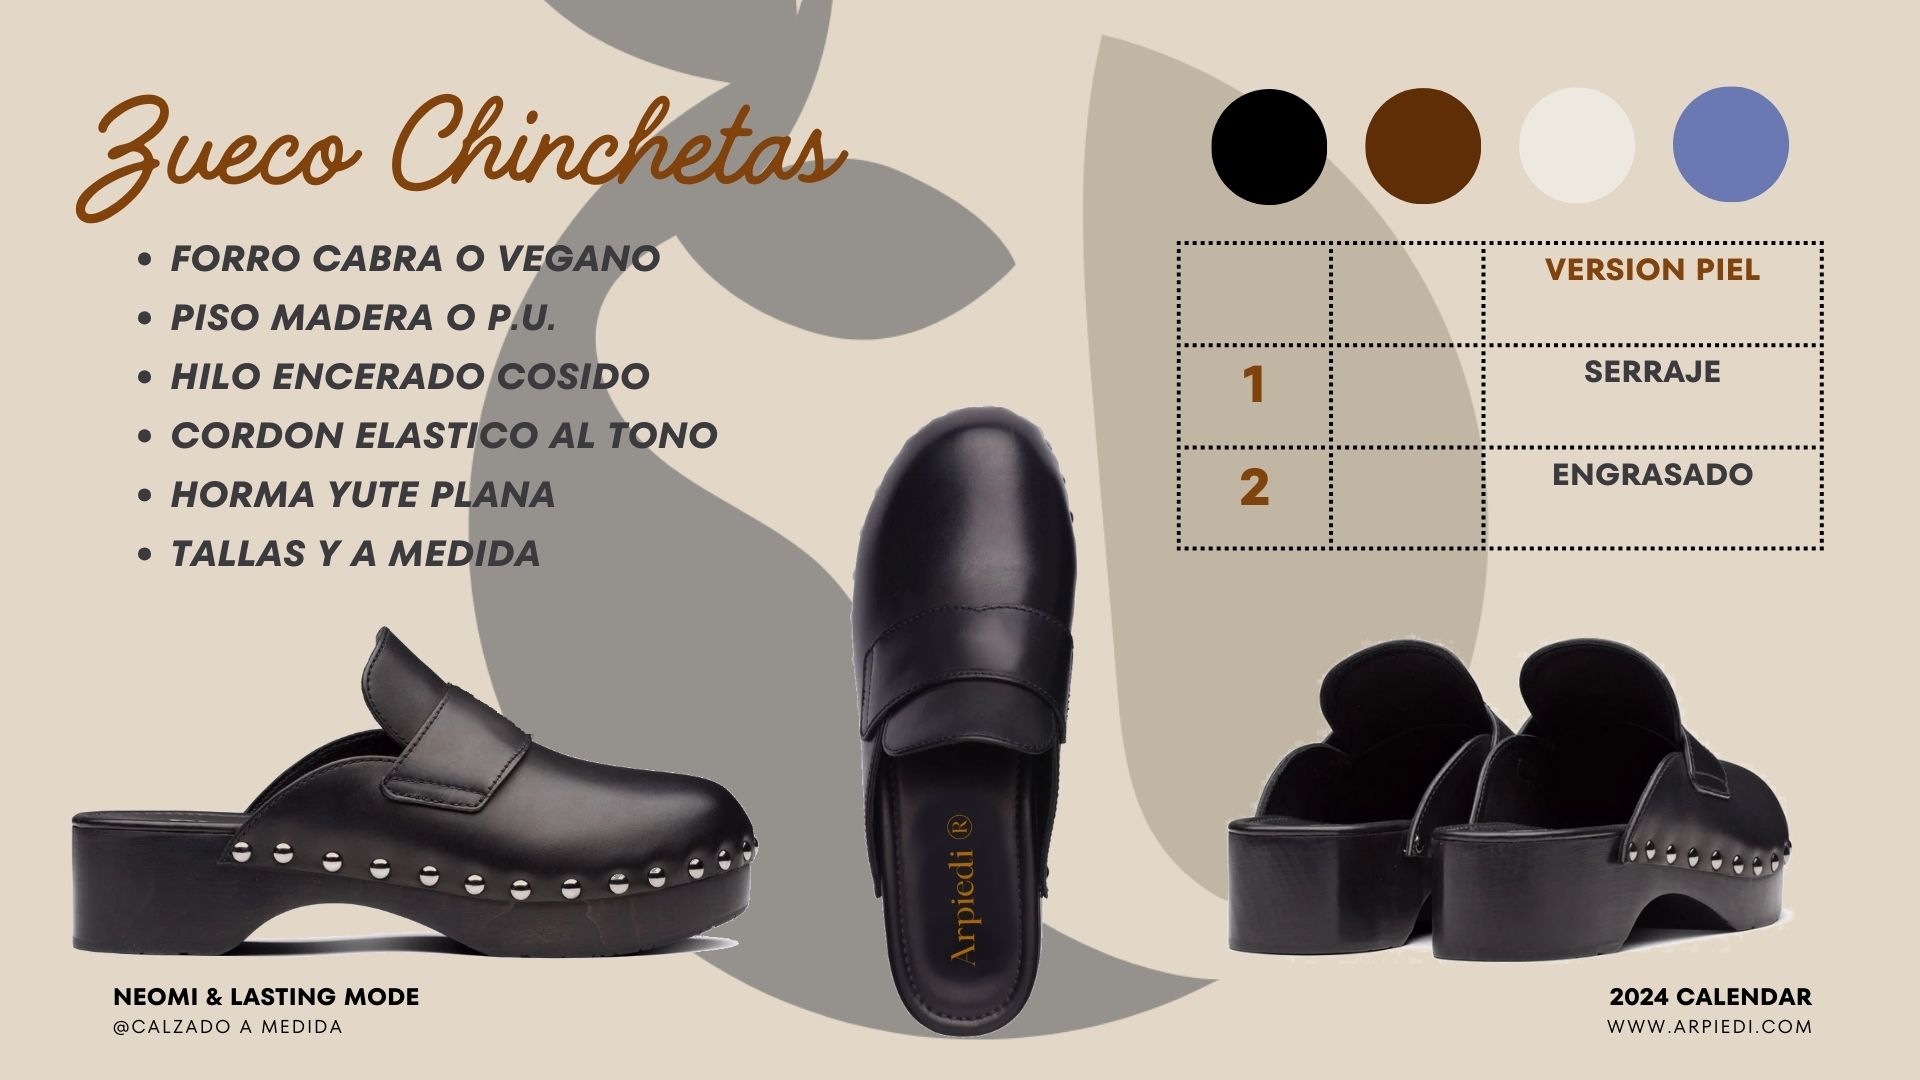 Zueco Chinchetas
• FORRO CABRA O VEGANO
• PISO MADERA O P.U.
• HILO ENCERADO COSIDO
• CORDON ELASTICO AL TONO
• HORMA YUTE PLANA
• TALLAS Y A MEDIDA
VERSION PIEL
1 SERRAJE
2 ENGRASADO
Arpiedi ®
NEOMI & LASTING MODE
@CALZADO A MEDIDA
2024 CALENDAR
WWW.ARPIEDI.COM